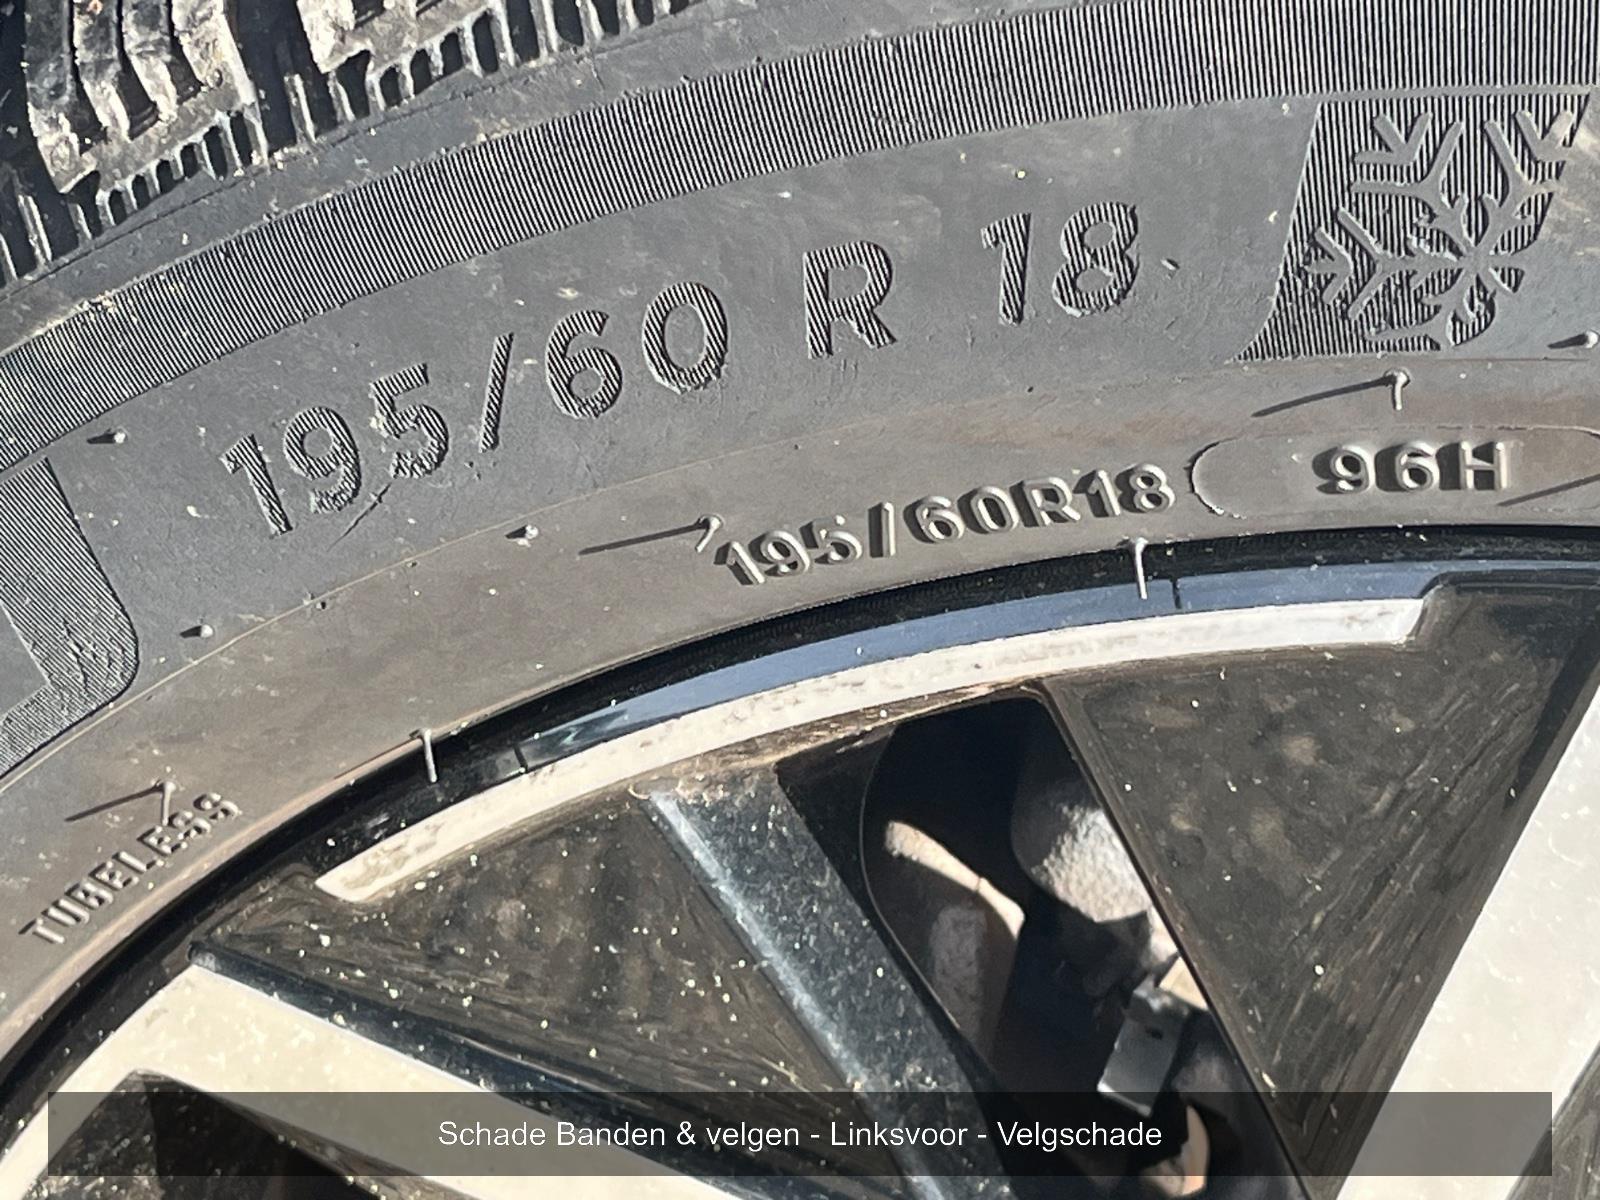 195/60 R 18
195/60R18 96H
TUBELESS
Schade Banden & velgen - Linksvoor - Velgschade